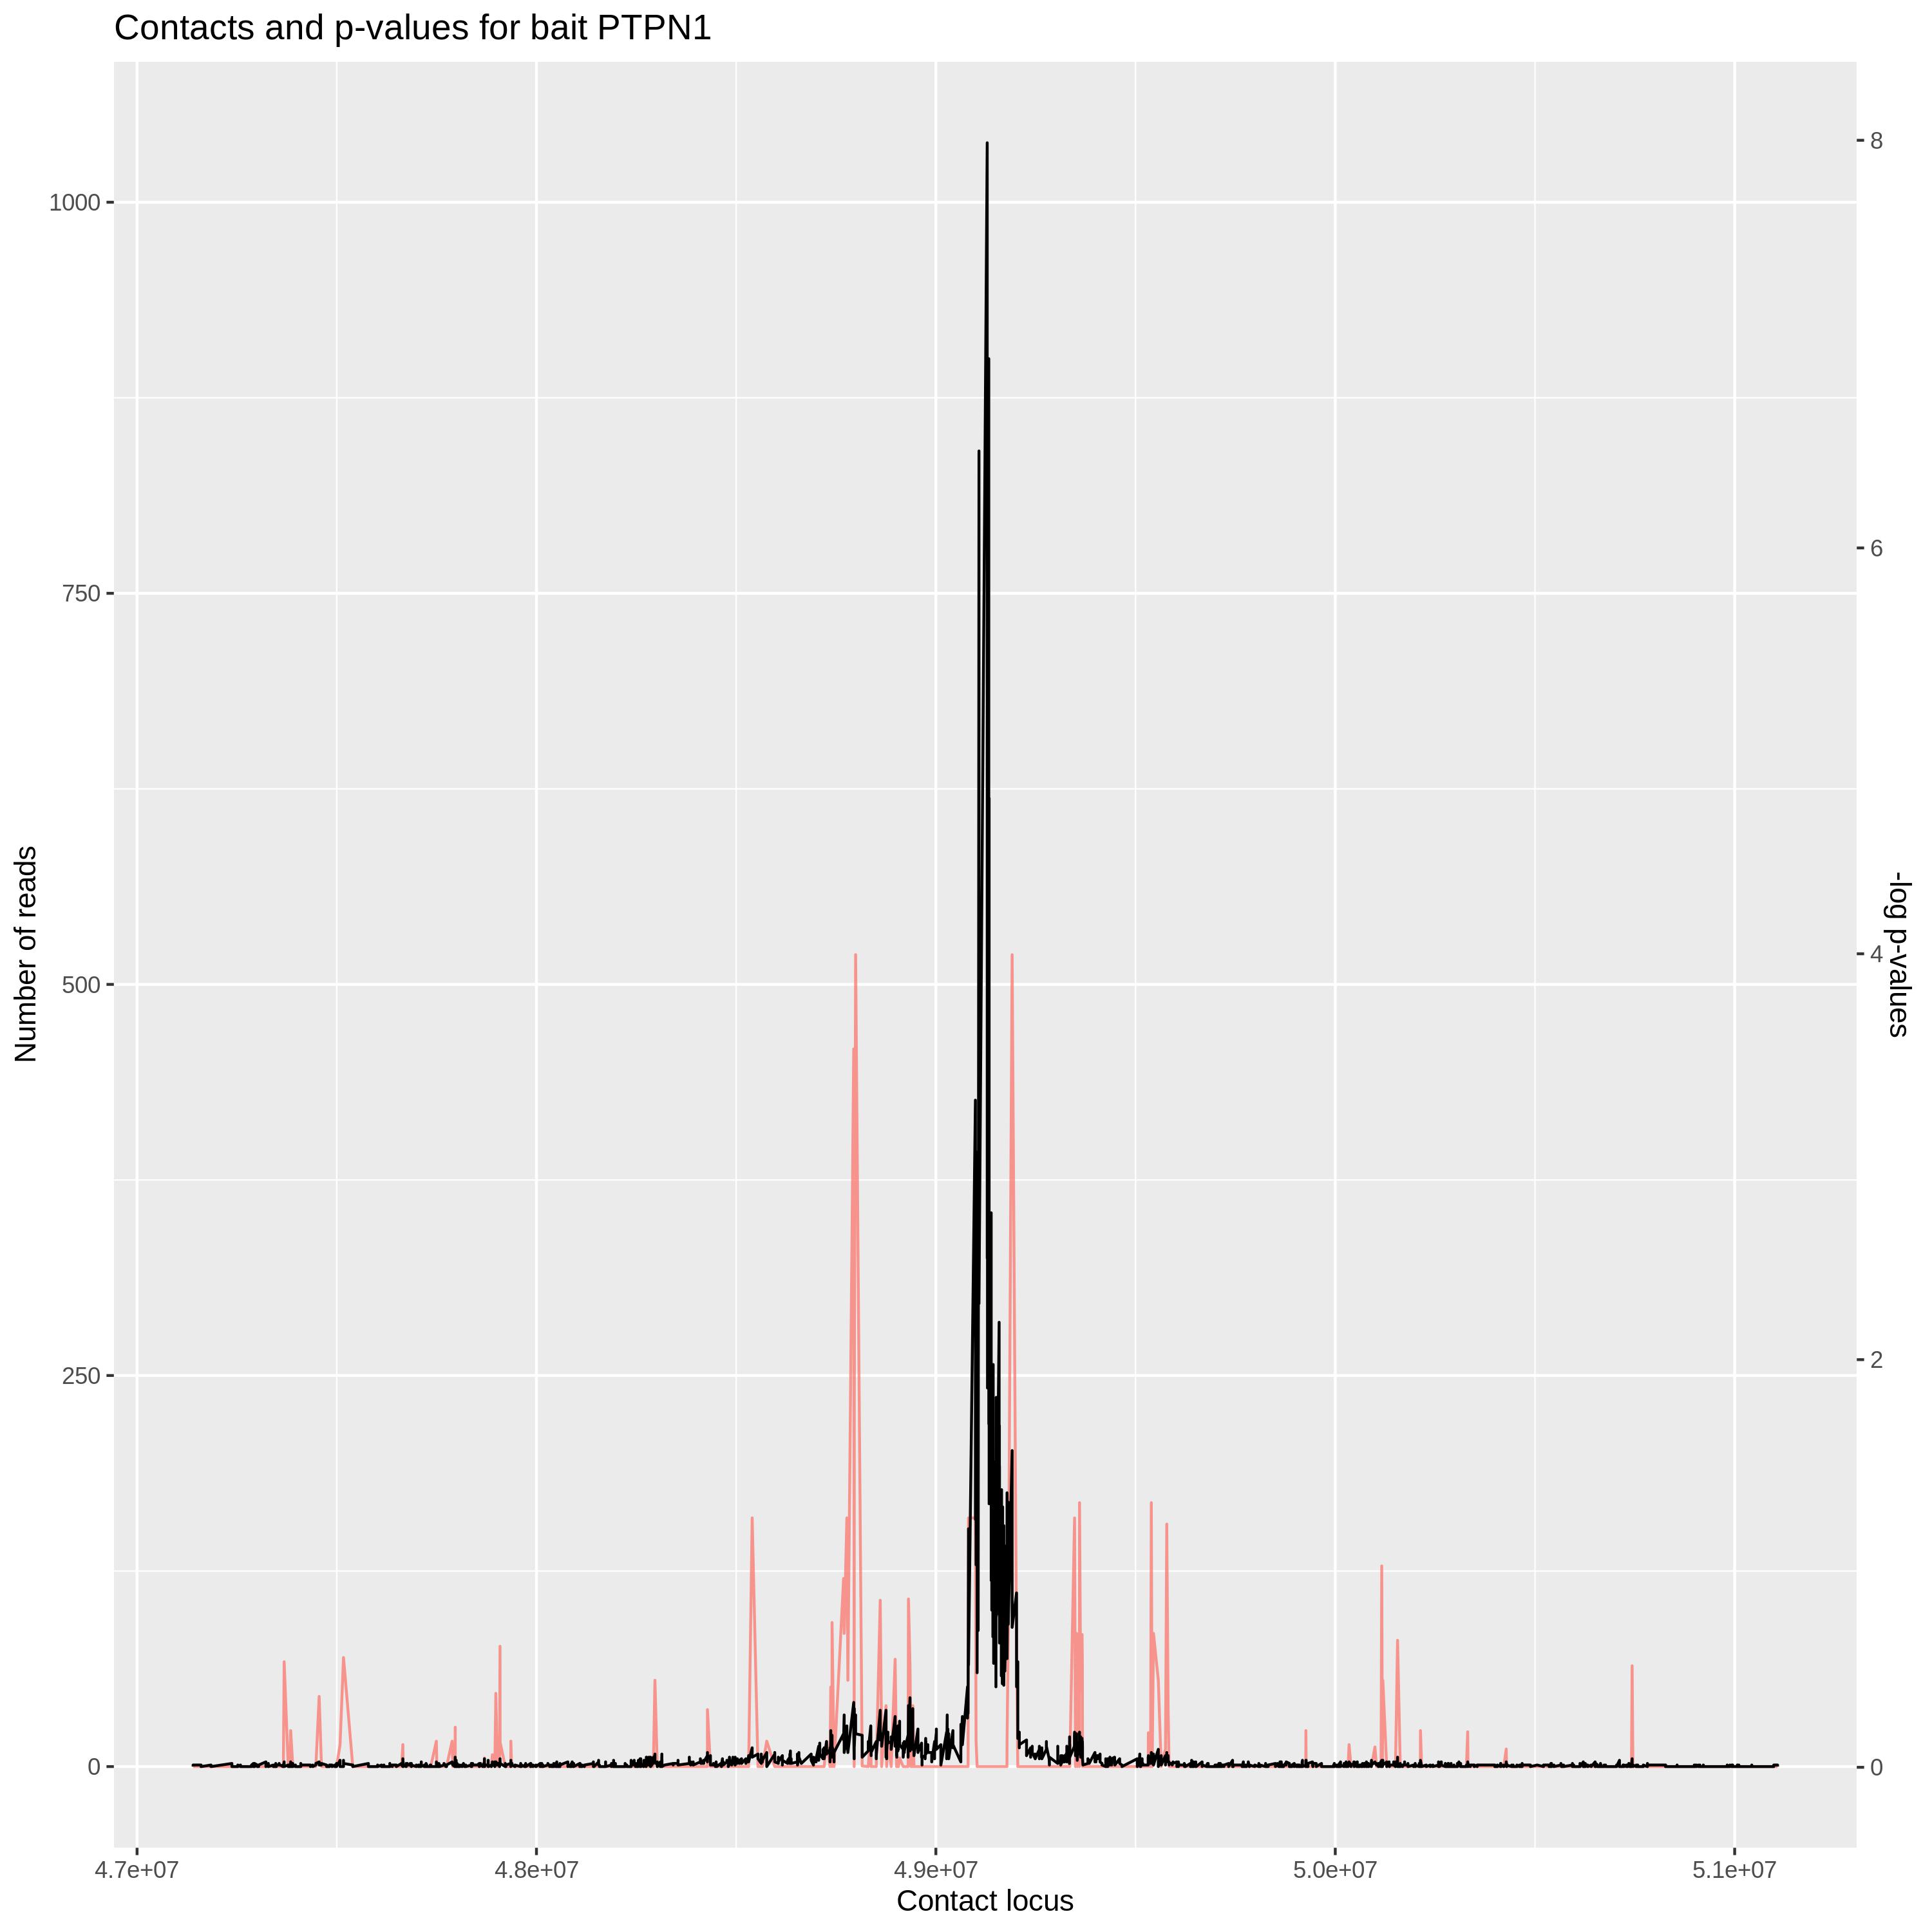 Contacts and p-values for bait PTPN1
1000
750
500
250
0
Number of reads
8
6
4
2
0
-log p-values
4.7e+07
4.8e+07
4.9e+07
5.0e+07
5.1e+07
Contact locus